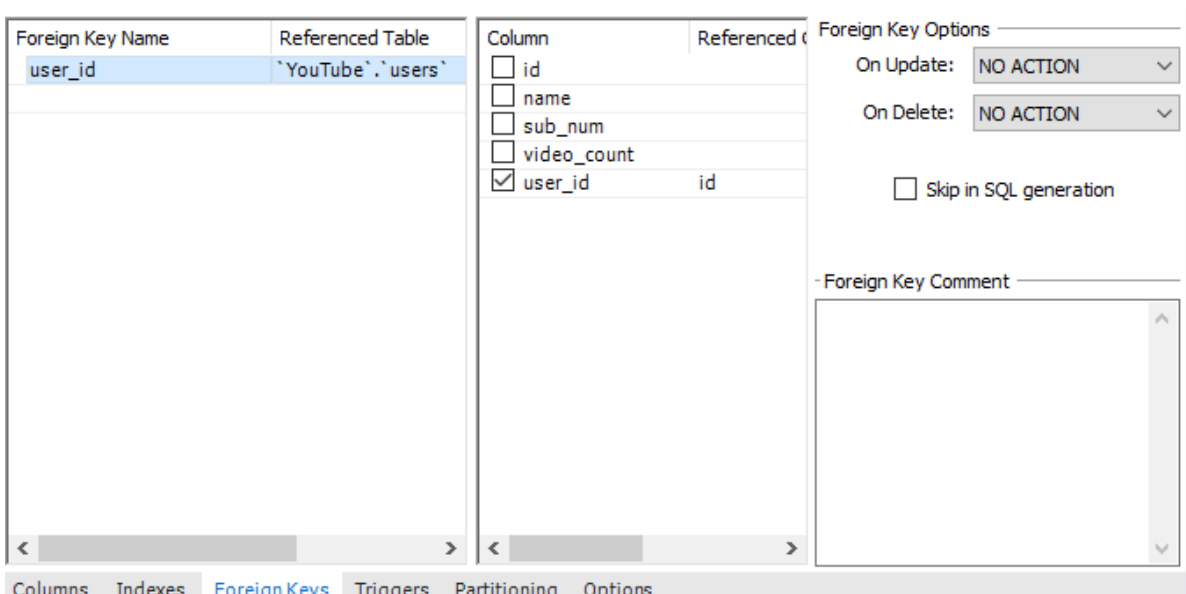 Foreign Key Name Referenced Table
user_id `YouTube`.`users`
Column Referenced
id
name
sub_num
video_count
user_id id
Foreign Key Options
On Update: NO ACTION
On Delete: NO ACTION
Skip in SQL generation
Foreign Key Comment
Columns Indexes Foreign Keys Triggers Partitioning Options